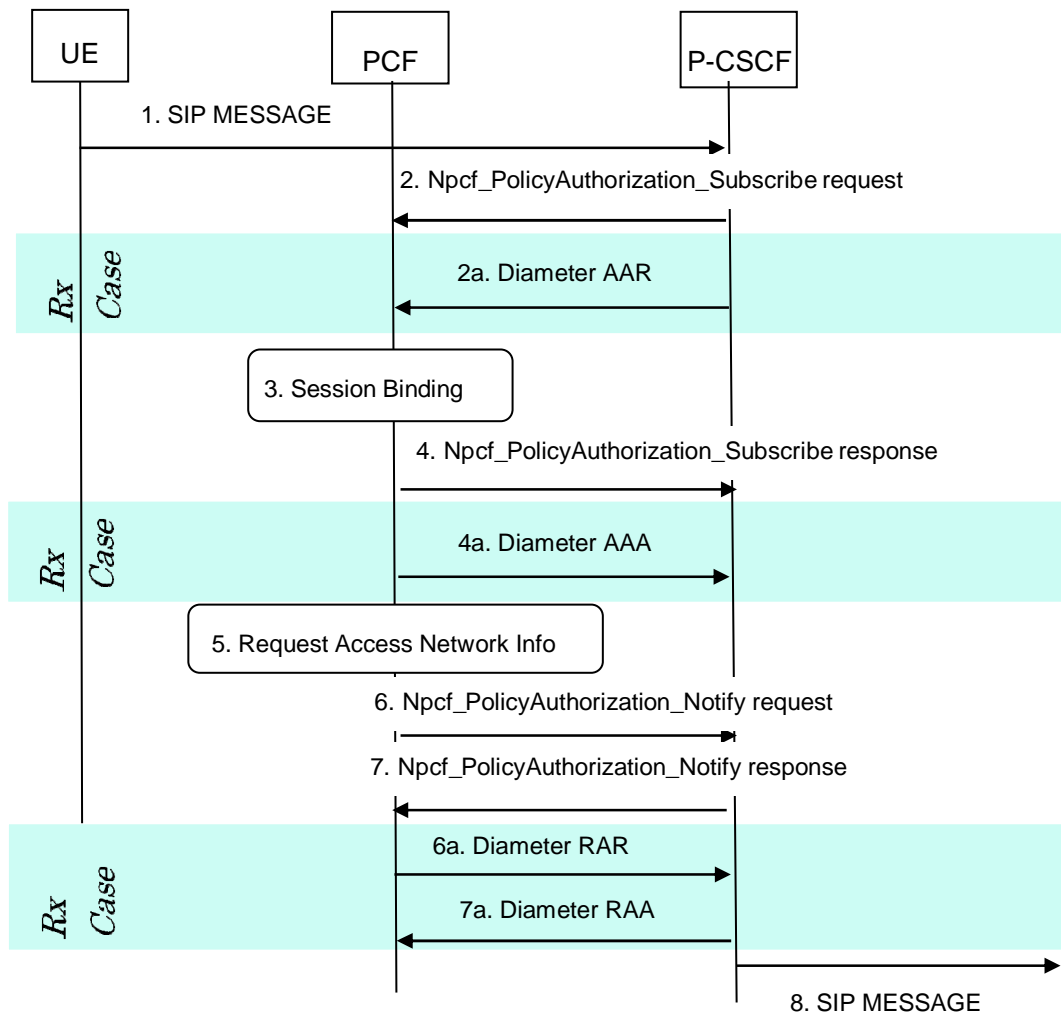 UE
PCF
P-CSCF
1. SIP MESSAGE
2. Npcf_PolicyAuthorization_Subscribe request
Rx
Case
2a. Diameter AAR
3. Session Binding
4. Npcf_PolicyAuthorization_Subscribe response
Rx
Case
4a. Diameter AAA
5. Request Access Network Info
6. Npcf_PolicyAuthorization_Notify request
7. Npcf_PolicyAuthorization_Notify response
Rx
Case
6a. Diameter RAR
7a. Diameter RAA
8. SIP MESSAGE